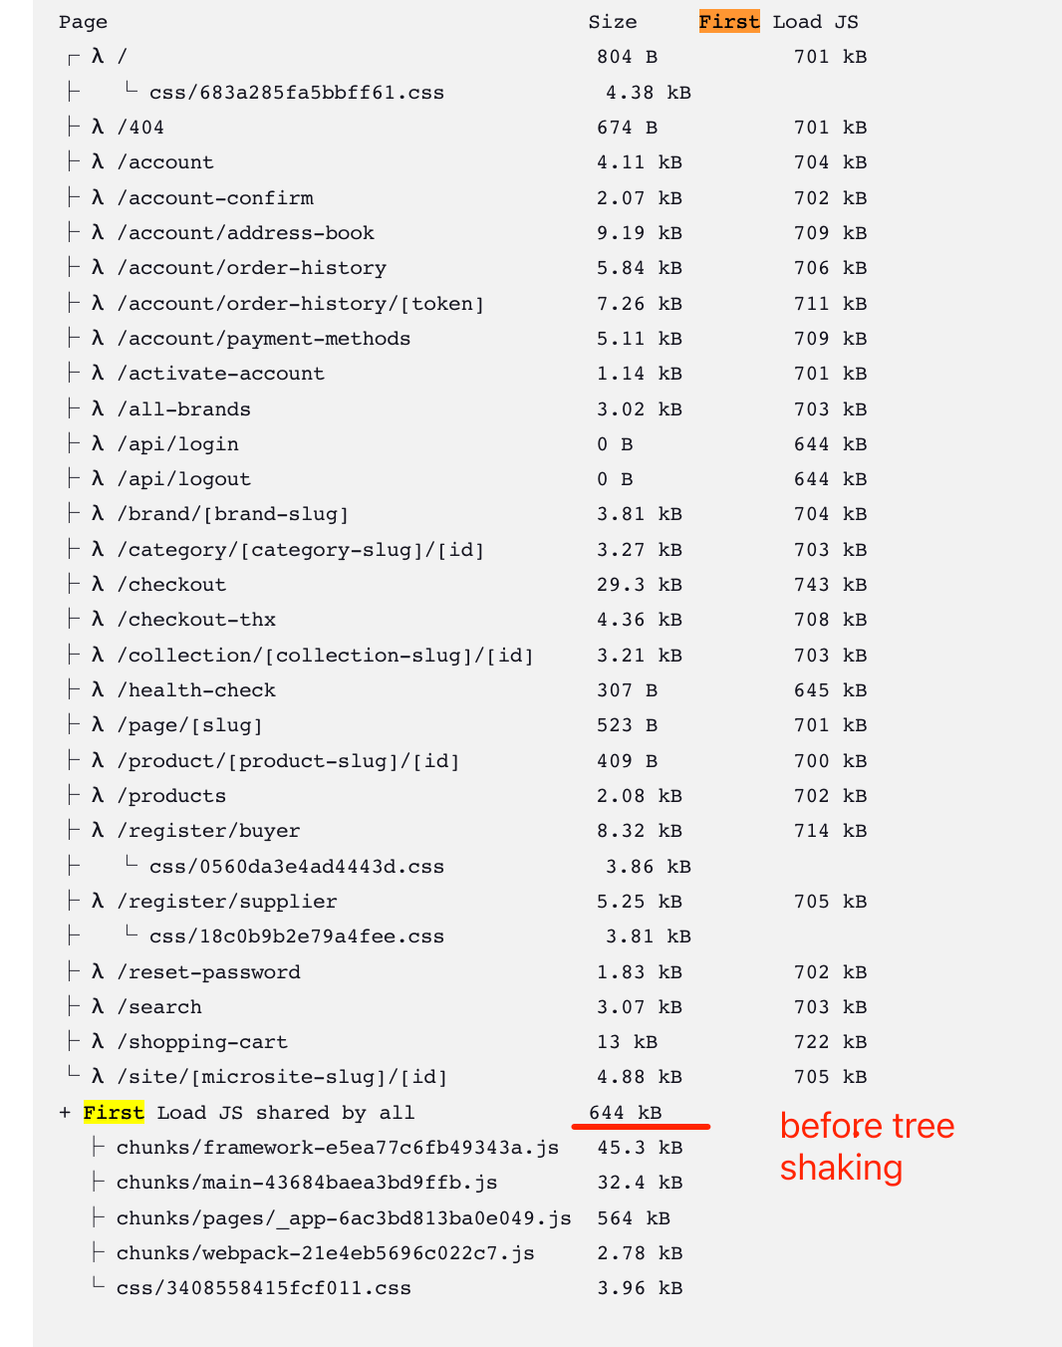 Page Size First Load JS
┌ λ / 804 B 701 kB
├ └ css/683a285fa5bbff61.css 4.38 kB
├ λ /404 674 B 701 kB
├ λ /account 4.11 kB 704 kB
├ λ /account-confirm 2.07 kB 702 kB
├ λ /account/address-book 9.19 kB 709 kB
├ λ /account/order-history 5.84 kB 706 kB
├ λ /account/order-history/[token] 7.26 kB 711 kB
├ λ /account/payment-methods 5.11 kB 709 kB
├ λ /activate-account 1.14 kB 701 kB
├ λ /all-brands 3.02 kB 703 kB
├ λ /api/login 0 B 644 kB
├ λ /api/logout 0 B 644 kB
├ λ /brand/[brand-slug] 3.81 kB 704 kB
├ λ /category/[category-slug]/[id] 3.27 kB 703 kB
├ λ /checkout 29.3 kB 743 kB
├ λ /checkout-thx 4.36 kB 708 kB
├ λ /collection/[collection-slug]/[id] 3.21 kB 703 kB
├ λ /health-check 307 B 645 kB
├ λ /page/[slug] 523 B 701 kB
├ λ /product/[product-slug]/[id] 409 B 700 kB
├ λ /products 2.08 kB 702 kB
├ λ /register/buyer 8.32 kB 714 kB
├ └ css/0560da3e4ad4443d.css 3.86 kB
├ λ /register/supplier 5.25 kB 705 kB
├ └ css/18c0b9b2e79a4fee.css 3.81 kB
├ λ /reset-password 1.83 kB 702 kB
├ λ /search 3.07 kB 703 kB
├ λ /shopping-cart 13 kB 722 kB
└ λ /site/[microsite-slug]/[id] 4.88 kB 705 kB
+ First Load JS shared by all 644 kB
├ chunks/framework-e5ea77c6fb49343a.js 45.3 kB
├ chunks/main-43684baea3bd9ffb.js 32.4 kB
├ chunks/pages/_app-6ac3bd813ba0e049.js 564 kB
├ chunks/webpack-21e4eb5696c022c7.js 2.78 kB
└ css/3408558415fcf011.css 3.96 kB
before tree
shaking